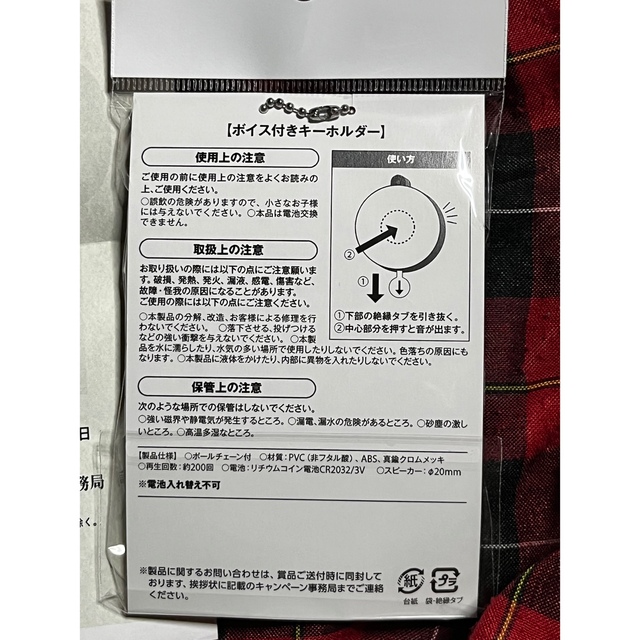 【ボイス付きキーホルダー】
使用上の注意
ご使用の前に使用上の注意をよくお読みの
上、ご使用ください。
○誤飲の危険がありますので、小さなお子様
には与えないでください。○本品は電池交換
できません。
使い方
②
①
①下部の絶縁タブを引き抜く。
②中心部分を押すと音が出ます。
取扱上の注意
お取り扱いの際には以下の点にご注意願いま
す。破損、発熱、発火、漏液、感電、傷害など、
故障・怪我の原因になることがあります。
ご使用の際には以下の点にご注意ください。
○本製品の分解、改造、お客様による修理を行
わないでください。○落下させる、投げつける
などの強い衝撃を与えないでください。○本製
品を水に濡らしたり、水気の多い場所で使用したりしないでください。色落ちの原因にも
なります。○本製品に液体をかけたり、内部に異物を入れたりしないでください。
保管上の注意
次のような場所での保管はしないでください。
○強い磁界や静電気が発生するところ。○漏電、漏水の危険があるところ。○砂塵の激し
いところ。○高温多湿なところ。
【製品仕様】○ボールチェーン付 ○材質:PVC(非フタル酸)、ABS、真鍮クロムメッキ
○再生回数:約200回 ○電池:リチウムコイン電池CR2032/3V ○スピーカー:φ20mm
※電池入れ替え不可
※製品に関するお問い合わせは、賞品ご送付時に同封して
おります、挨拶状に記載のキャンペーン事務局までご連絡
ください。
紙
台紙
プラ
袋・絶縁タブ
日
務局
除く。